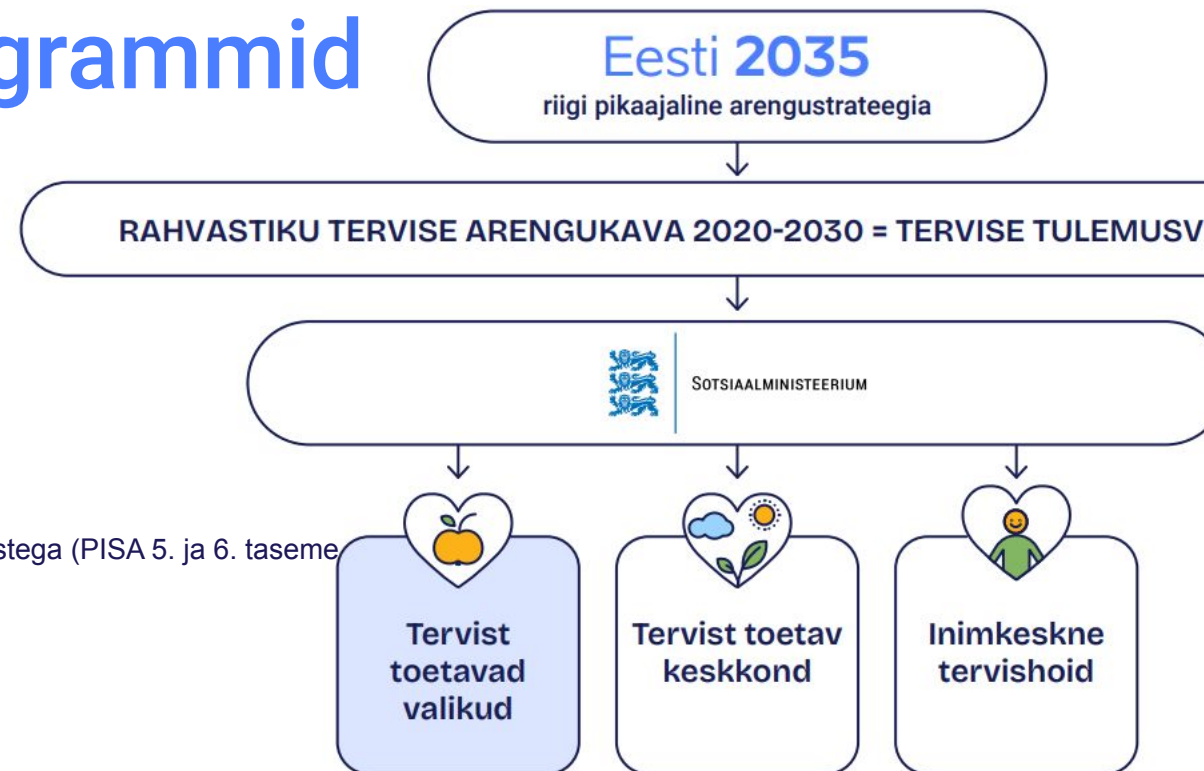 grammid
Eesti 2035
riigi pikaajaline arengustrateegia
RAHVASTIKU TERVISE ARENGUKAVA 2020-2030 = TERVISE TULEMUSV
SOTSIAALMINISTEERIUM
stega (PISA 5. ja 6. taseme
Tervist
toetavad
valikud
Tervist toetav
keskkond
Inimkeskne
tervishoid